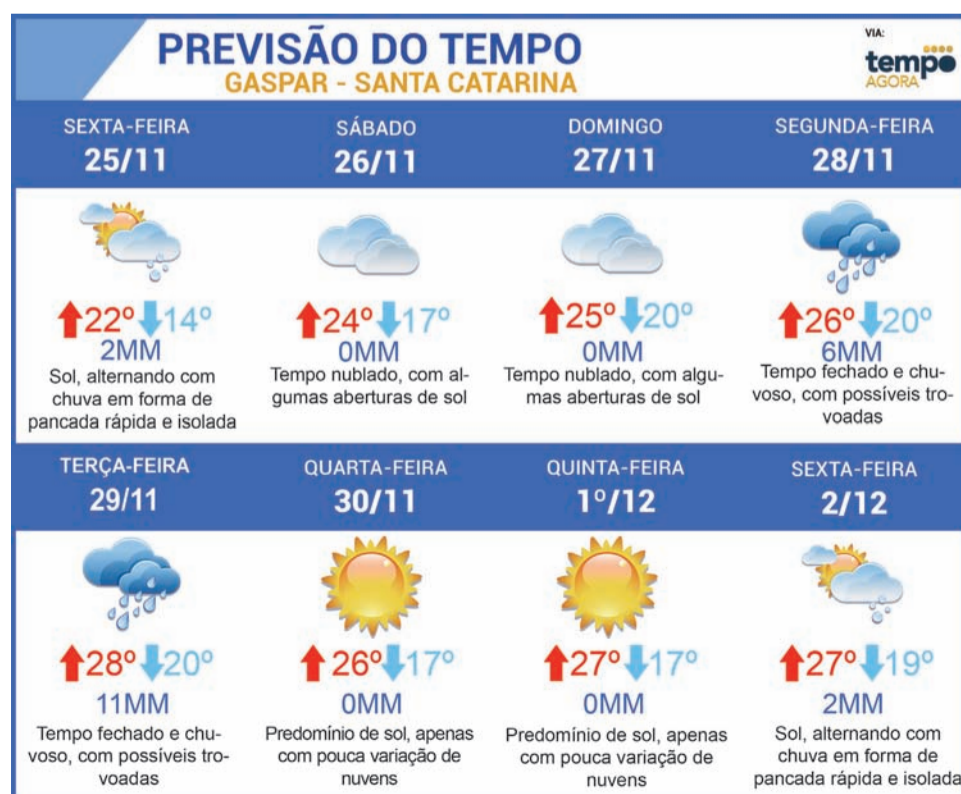 PREVISÃO DO TEMPO
GASPAR - SANTA CATARINA
VIA:
tempo
AGORA
SEXTA-FEIRA
25/11
SÁBADO
26/11
DOMINGO
27/11
SEGUNDA-FEIRA
28/11
22º 14º
2MM
Sol, alternando com
chuva em forma de
pancada rápida e isolada
24º 17º
0MM
Tempo nublado, com al-
gumas aberturas de sol
25º 20º
0MM
Tempo nublado, com algu-
mas aberturas de sol
26º 20º
6MM
Tempo fechado e chu-
voso, com possíveis tro-
voadas
TERÇA-FEIRA
29/11
QUARTA-FEIRA
30/11
QUINTA-FEIRA
1º/12
SEXTA-FEIRA
2/12
28º 20º
11MM
Tempo fechado e chu-
voso, com possíveis tro-
voadas
26º 17º
0MM
Predomínio de sol, apenas
com pouca variação de
nuvens
27º 17º
0MM
Predomínio de sol, apenas
com pouca variação de
nuvens
27º 19º
2MM
Sol, alternando com
chuva em forma de
pancada rápida e isolada